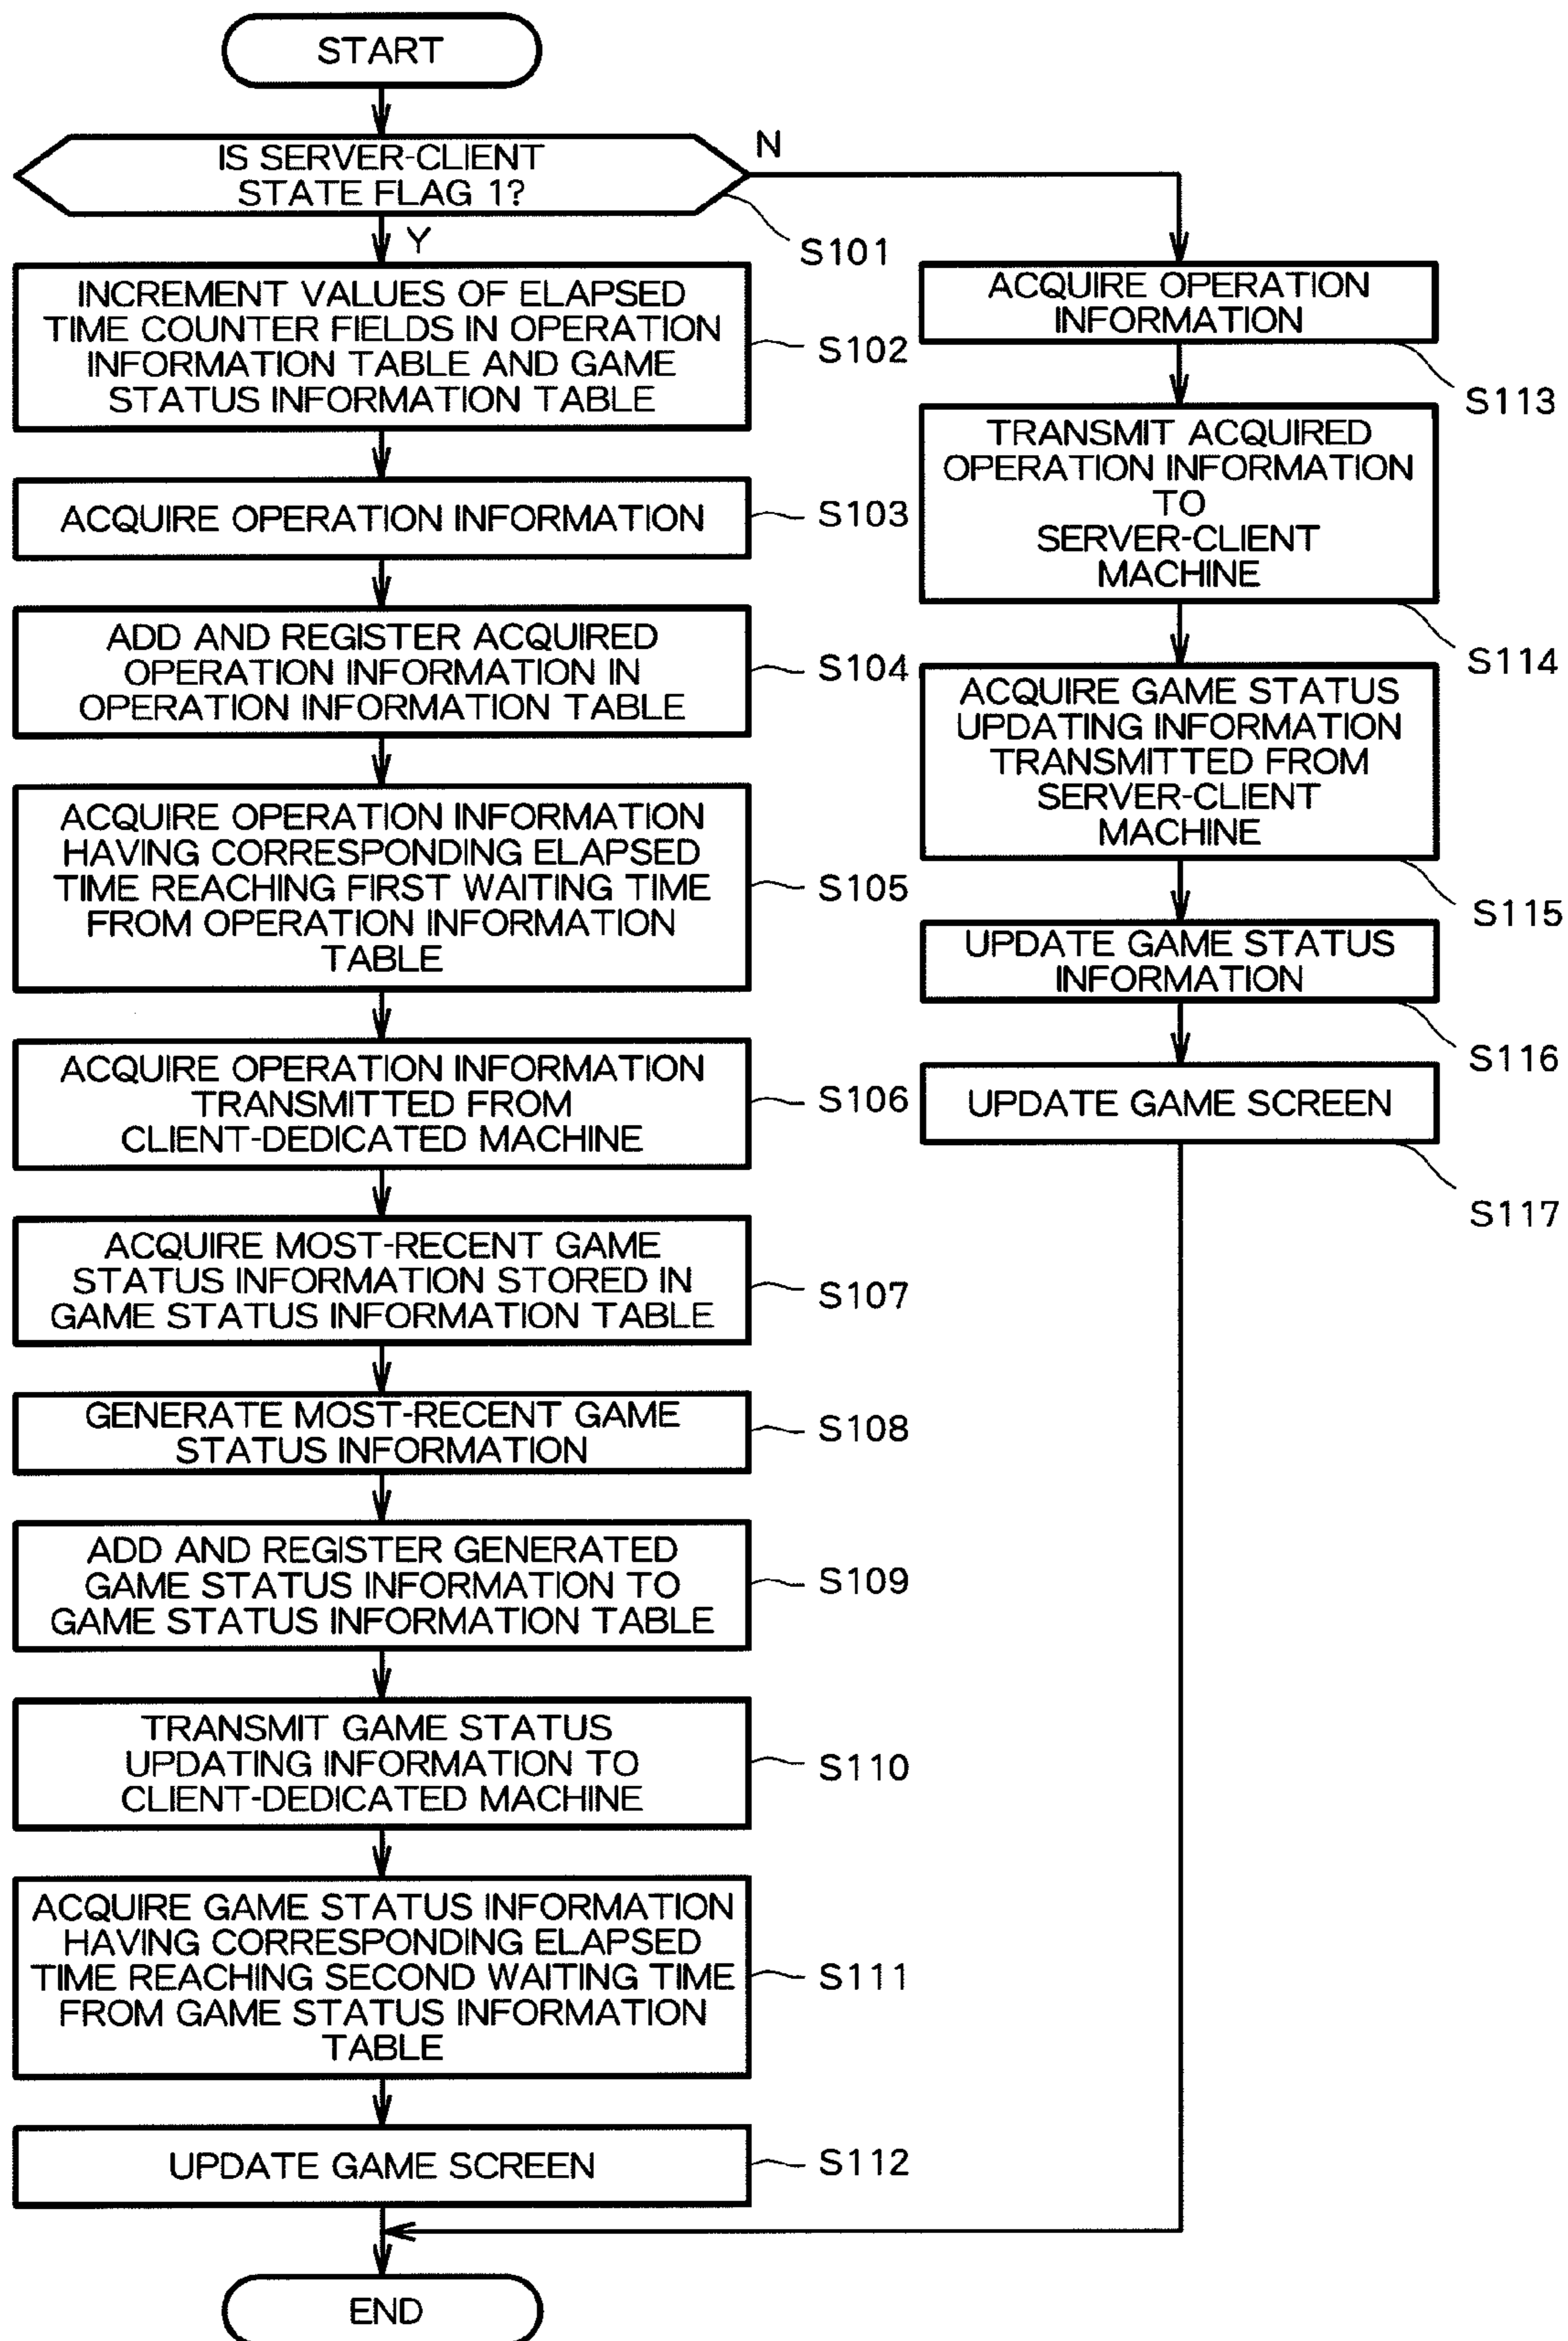 START
IS SERVER-CLIENT
STATE FLAG 1?
N
S101
Y
INCREMENT VALUES OF ELAPSED
TIME COUNTER FIELDS IN OPERATION
INFORMATION TABLE AND GAME
STATUS INFORMATION TABLE
S102
ACQUIRE OPERATION INFORMATION
S103
ADD AND REGISTER ACQUIRED
OPERATION INFORMATION IN
OPERATION INFORMATION TABLE
S104
ACQUIRE OPERATION INFORMATION
HAVING CORRESPONDING ELAPSED
TIME REACHING FIRST WAITING TIME
FROM OPERATION INFORMATION
TABLE
S105
ACQUIRE OPERATION INFORMATION
TRANSMITTED FROM
CLIENT-DEDICATED MACHINE
S106
ACQUIRE MOST-RECENT GAME
STATUS INFORMATION STORED IN
GAME STATUS INFORMATION TABLE
S107
GENERATE MOST-RECENT GAME
STATUS INFORMATION
S108
ADD AND REGISTER GENERATED
GAME STATUS INFORMATION TO
GAME STATUS INFORMATION TABLE
S109
TRANSMIT GAME STATUS
UPDATING INFORMATION TO
CLIENT-DEDICATED MACHINE
S110
ACQUIRE GAME STATUS INFORMATION
HAVING CORRESPONDING ELAPSED
TIME REACHING SECOND WAITING TIME
FROM GAME STATUS INFORMATION
TABLE
S111
UPDATE GAME SCREEN
S112
ACQUIRE OPERATION
INFORMATION
S113
TRANSMIT ACQUIRED
OPERATION INFORMATION
TO
SERVER-CLIENT
MACHINE
S114
ACQUIRE GAME STATUS
UPDATING INFORMATION
TRANSMITTED FROM
SERVER-CLIENT
MACHINE
S115
UPDATE GAME STATUS
INFORMATION
S116
UPDATE GAME SCREEN
S117
END